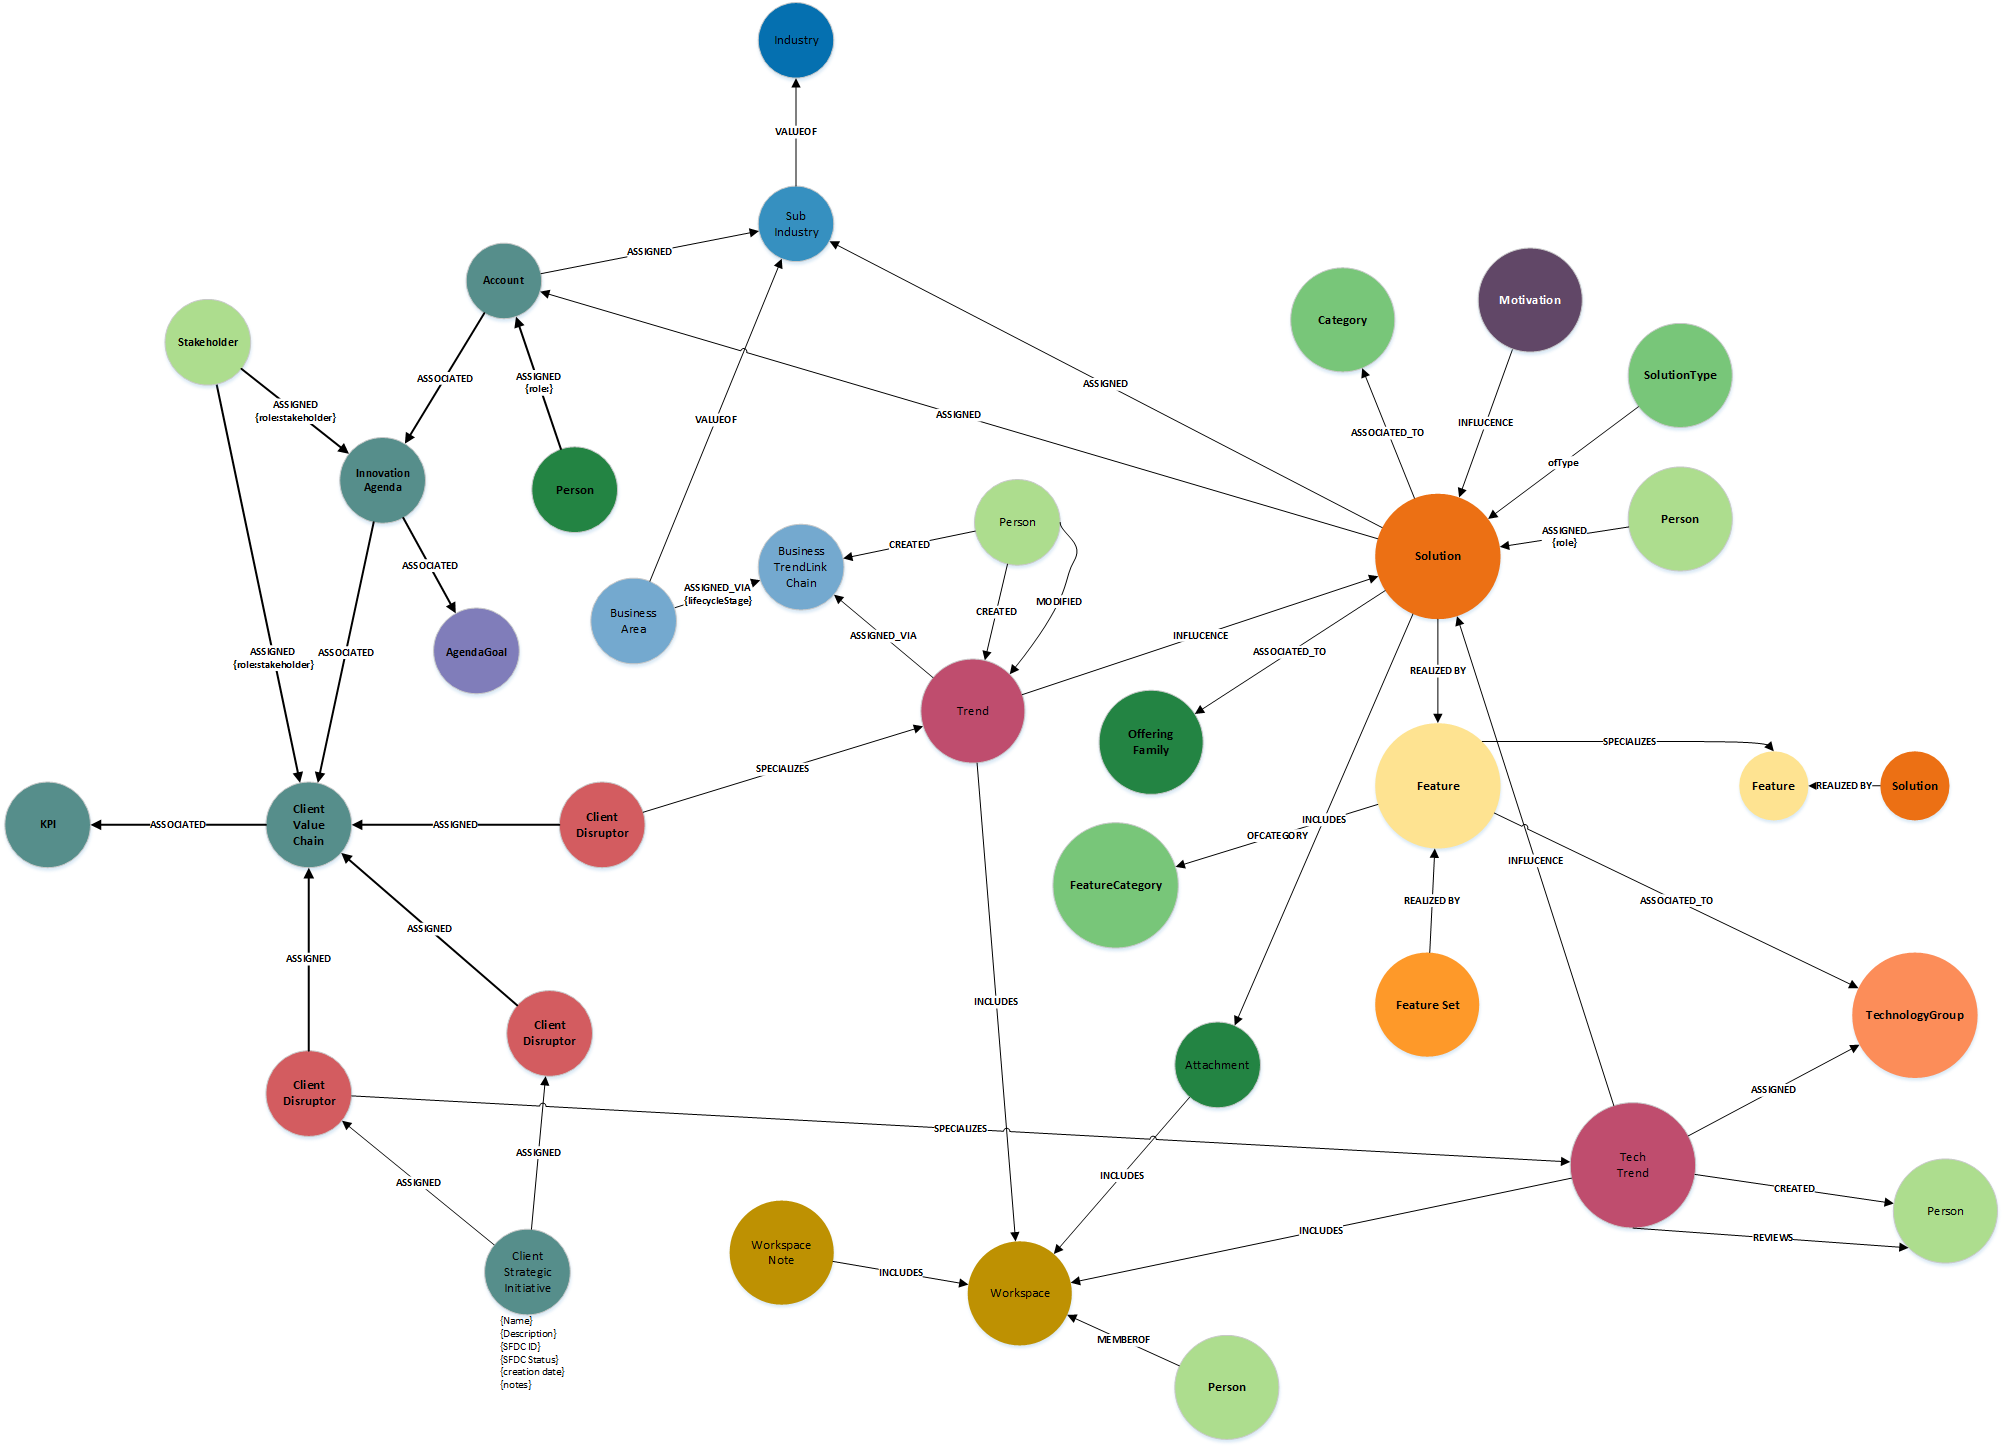 Industry
VALUEOF
Sub
Industry
ASSIGNED
Account
Stakeholder
ASSOCIATED
ASSIGNED
{role:}
ASSIGNED
{role:stakeholder}
VALUEOF
ASSIGNED
ASSIGNED
Category
Motivation
SolutionType
ASSOCIATED_TO
INFLUCENCE
ofType
Innovation
Agenda
Person
Person
Person
ASSIGNED
{role}
CREATED
Business
TrendLink
Chain
Solution
ASSOCIATED
ASSIGNED_VIA
{lifecycleStage}
Business
Area
CREATED
MODIFIED
ASSIGNED_VIA
INFLUCENCE
ASSOCIATED_TO
REALIZED BY
ASSIGNED
{role:stakeholder}
ASSOCIATED
AgendaGoal
Trend
Offering
Family
SPECIALIZES
SPECIALIZES
Feature
Feature
REALIZED BY
Solution
KPI
ASSOCIATED
Client
Value
Chain
ASSIGNED
Client
Disruptor
INCLUDES
OFCATEGORY
INFLUCENCE
FeatureCategory
REALIZED BY
ASSOCIATED_TO
ASSIGNED
ASSIGNED
INCLUDES
Feature Set
TechnologyGroup
Client
Disruptor
Attachment
Client
Disruptor
ASSIGNED
SPECIALIZES
ASSIGNED
ASSIGNED
INCLUDES
Tech
Trend
CREATED
Person
REVIEWS
INCLUDES
Workspace
Note
INCLUDES
Workspace
Client
Strategic
Initiative
{Name}
{Description}
{SFDC ID}
{SFDC Status}
{creation date}
{notes}
MEMBEROF
Person